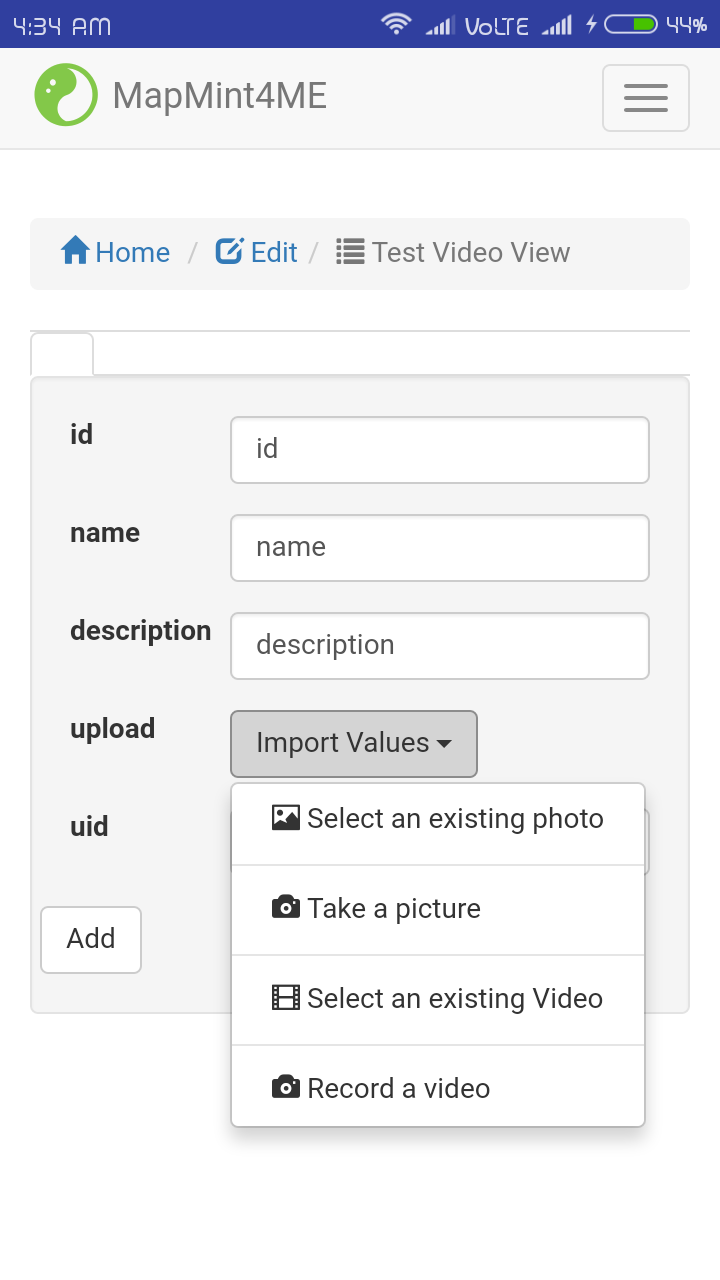 4:34 AM VoLTE 44%
MapMint4ME
Home / Edit / Test Video View
id id
name name
description description
upload Import Values
Select an existing photo
uid
Take a picture
Add
Select an existing Video
Record a video